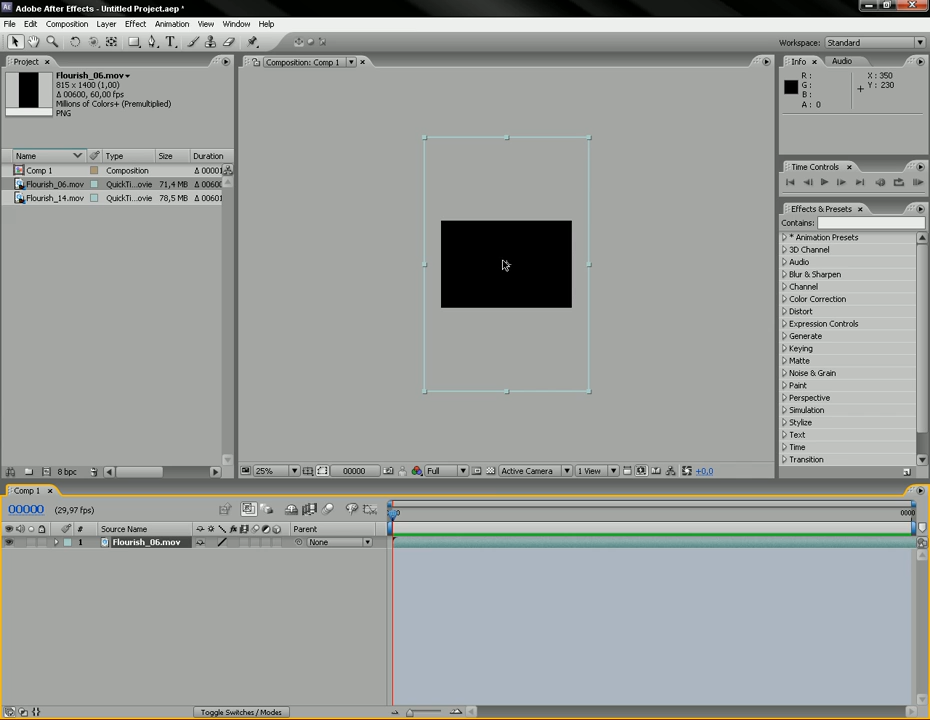 Adobe After Effects - Untitled Project.aep *
File Edit Composition Layer Effect Animation View Window Help
Workspace: Standard
Project
Flourish_06.mov
815 x 1400 (1,00)
Δ 00600, 60,00 fps
Millions of Colors+ (Premultiplied)
PNG
Name Type Size Duration
Comp 1 Composition Δ 00001
Flourish_06.mov QuickTi...ovie 71,4 MB Δ 00600
Flourish_14.mov QuickTi...ovie 78,5 MB Δ 00601
8 bpc
Composition: Comp 1
25% 00000 Full Active Camera 1 View +0,0
Info Audio
R :
G :
B :
A : 0
X : 350
Y : 230
Time Controls
Effects & Presets
Contains:
* Animation Presets
3D Channel
Audio
Blur & Sharpen
Channel
Color Correction
Distort
Expression Controls
Generate
Keying
Matte
Noise & Grain
Paint
Perspective
Simulation
Stylize
Text
Time
Transition
Comp 1
00000 (29,97 fps)
# Source Name Parent
1 Flourish_06.mov None
Toggle Switches / Modes